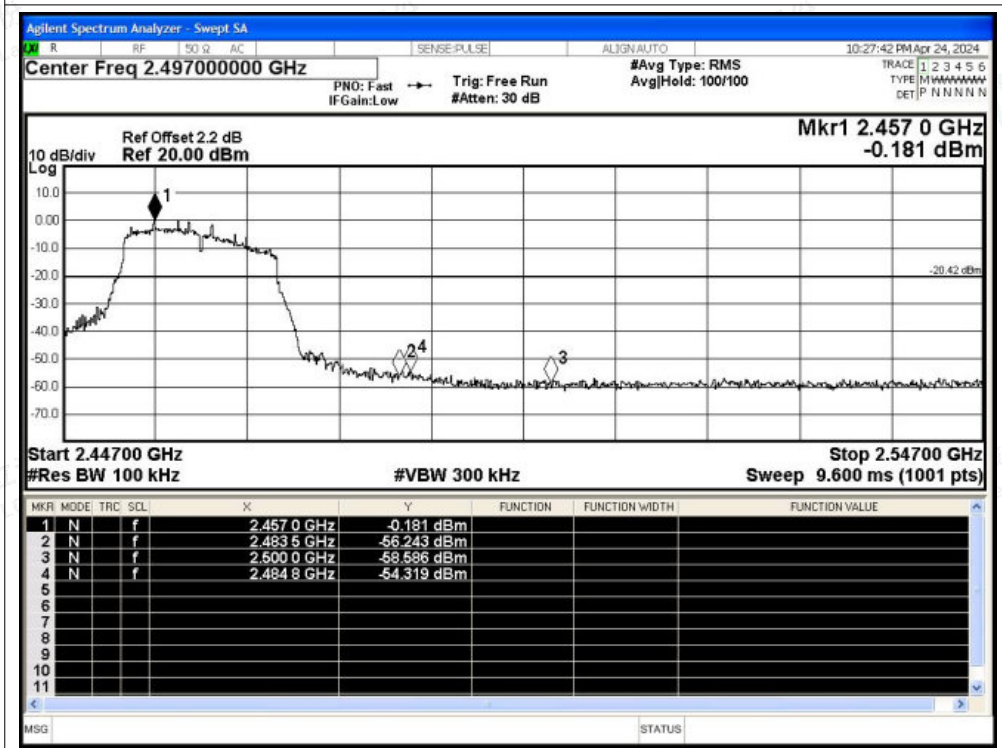 Agilent Spectrum Analyzer - Swept SA
LXI R RF 50 Ω AC SENSE:PULSE ALIGN AUTO 10:27:42 PM Apr 24, 2024
Center Freq 2.497000000 GHz
PNO: Fast
IFGain:Low
Trig: Free Run
#Atten: 30 dB
#Avg Type: RMS
Avg|Hold: 100/100
TRACE 1 2 3 4 5 6
TYPE M
DET P N N N N N
Mkr1 2.457 0 GHz
-0.181 dBm
Ref Offset 2.2 dB
10 dB/div Ref 20.00 dBm
Log
10.0
0.00
-10.0
-20.0
-30.0
-40.0
-50.0
-60.0
-70.0
1
2 4
3
-20.42 dBm
Start 2.44700 GHz Stop 2.54700 GHz
#Res BW 100 kHz #VBW 300 kHz Sweep 9.600 ms (1001 pts)
MKR MODE TRC SCL X Y FUNCTION FUNCTION WIDTH FUNCTION VALUE
1 N f 2.457 0 GHz -0.181 dBm
2 N f 2.483 5 GHz -56.243 dBm
3 N f 2.500 0 GHz -58.586 dBm
4 N f 2.484 8 GHz -54.319 dBm
5
6
7
8
9
10
11
MSG STATUS